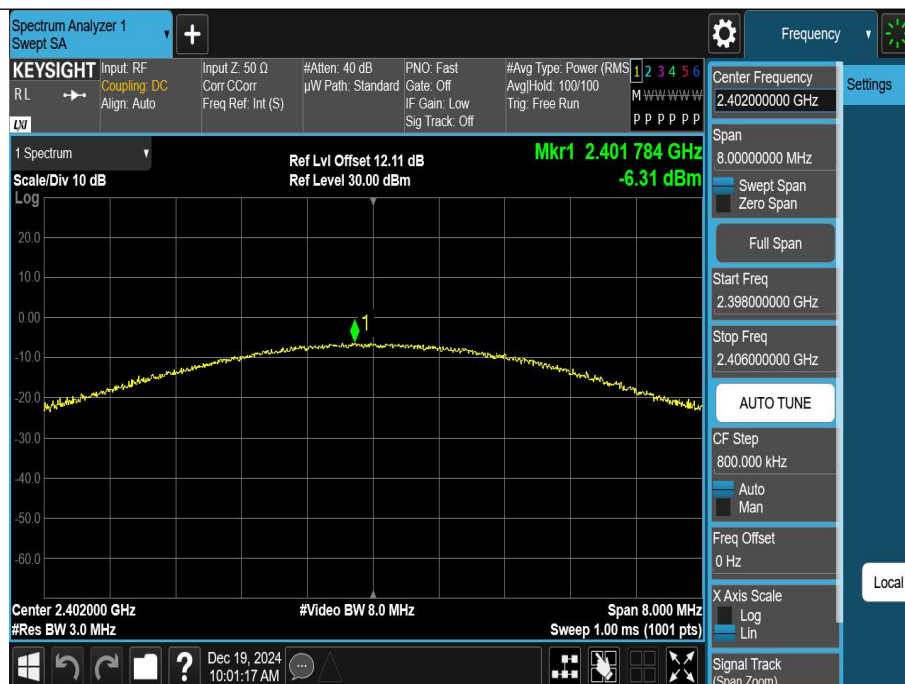 Spectrum Analyzer 1
Swept SA
+
Frequency
KEYSIGHT
RL
LXI
Input: RF
Coupling: DC
Align: Auto
Input Z: 50 Ω
Corr CCorr
Freq Ref: Int (S)
#Atten: 40 dB
µW Path: Standard
PNO: Fast
Gate: Off
IF Gain: Low
Sig Track: Off
#Avg Type: Power (RMS
Avg|Hold: 100/100
Trig: Free Run
1 2 3 4 5 6
M W W W W W
P P P P P P
1 Spectrum
Scale/Div 10 dB
Log
Ref Lvl Offset 12.11 dB
Ref Level 30.00 dBm
Mkr1 2.401 784 GHz
-6.31 dBm
20.0
10.0
0.00
-10.0
-20.0
-30.0
-40.0
-50.0
-60.0
1
Center 2.402000 GHz
#Res BW 3.0 MHz
#Video BW 8.0 MHz
Span 8.000 MHz
Sweep 1.00 ms (1001 pts)
?
Dec 19, 2024
10:01:17 AM
Center Frequency
2.402000000 GHz
Settings
Span
8.00000000 MHz
Swept Span
Zero Span
Full Span
Start Freq
2.398000000 GHz
Stop Freq
2.406000000 GHz
AUTO TUNE
CF Step
800.000 kHz
Auto
Man
Freq Offset
0 Hz
Local
X Axis Scale
Log
Lin
Signal Track
(Span Zoom)